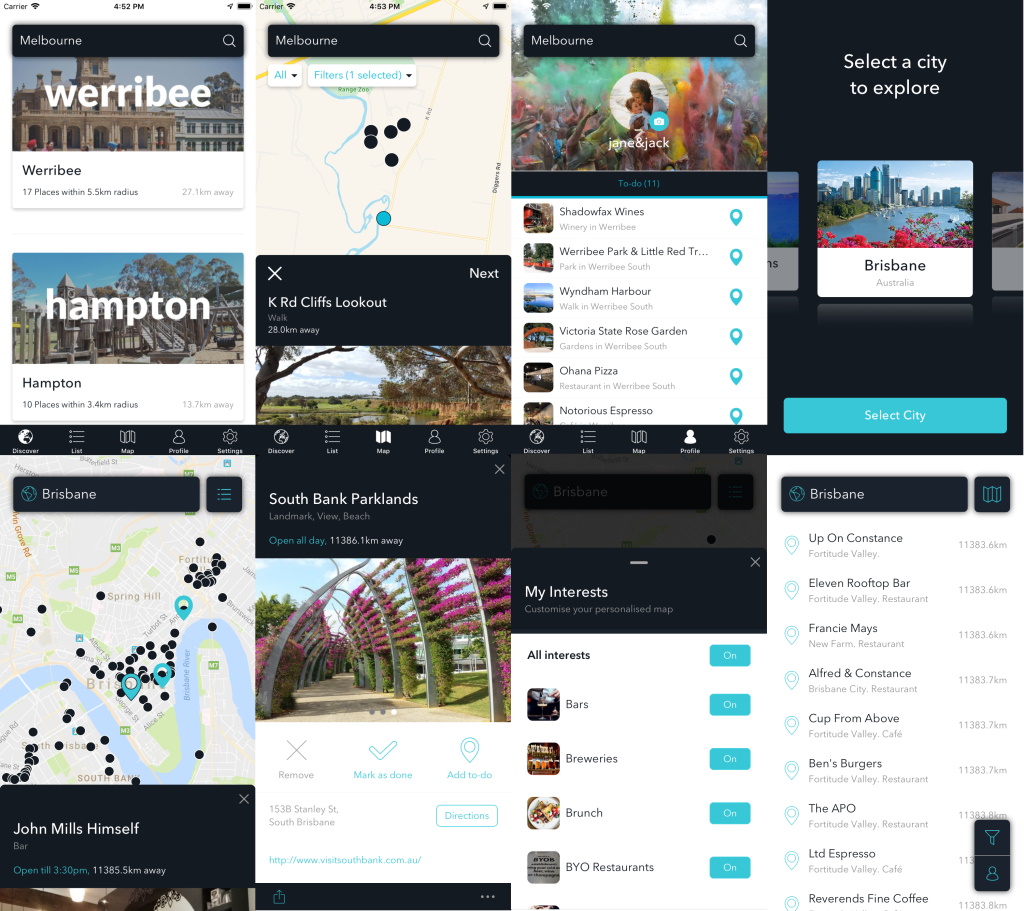 Carrier 4:52 PM
Melbourne
werribee
Werribee
17 Places within 5.5km radius 27.1km away
hampton
Hampton
10 Places within 3.4km radius 13.7km away
Discover List Map Profile Settings
Carrier 4:53 PM
Melbourne
All Filters (1 selected)
Range Zoo
K Rd
Diggers Rd
Next
K Rd Cliffs Lookout
Walk
28.0km away
Discover List Map Profile Settings
Melbourne
jane&jack
To-do (11)
Shadowfax Wines
Winery in Werribee
Werribee Park & Little Red Tr...
Park in Werribee South
Wyndham Harbour
Walk in Werribee South
Victoria State Rose Garden
Gardens in Werribee South
Ohana Pizza
Restaurant in Werribee South
Notorious Espresso
Discover List Map Profile Settings
Select a city
to explore
ns
Brisbane
Australia
Select City
Brisbane
M3
M5
Spring Hill
M7
Brisbane River
Turbot St
George St
Alice St
SOUTH BANK
John Mills Himself
Bar
Open till 3:30pm, 11385.5km away
South Bank Parklands
Landmark, View, Beach
Open all day, 11386.1km away
Remove Mark as done Add to-do
153B Stanley St,
South Brisbane
Directions
http://www.visitsouthbank.com.au/
Brisbane
My Interests
Customise your personalised map
All interests On
Bars On
Breweries On
Brunch On
BYO Restaurants On
Brisbane
Up On Constance 11383.6km
Fortitude Valley.
Eleven Rooftop Bar 11383.6km
Fortitude Valley. Restaurant
Francie Mays 11383.6km
New Farm. Restaurant
Alfred & Constance 11383.7km
Brisbane City. Restaurant
Cup From Above 11383.7km
Fortitude Valley. Café
Ben's Burgers 11383.7km
Fortitude Valley. Restaurant
The APO 11383.8km
Fortitude Valley. Restaurant
Ltd Espresso 113
Fortitude Valley. Café
Reverends Fine Coffee 11383.8km